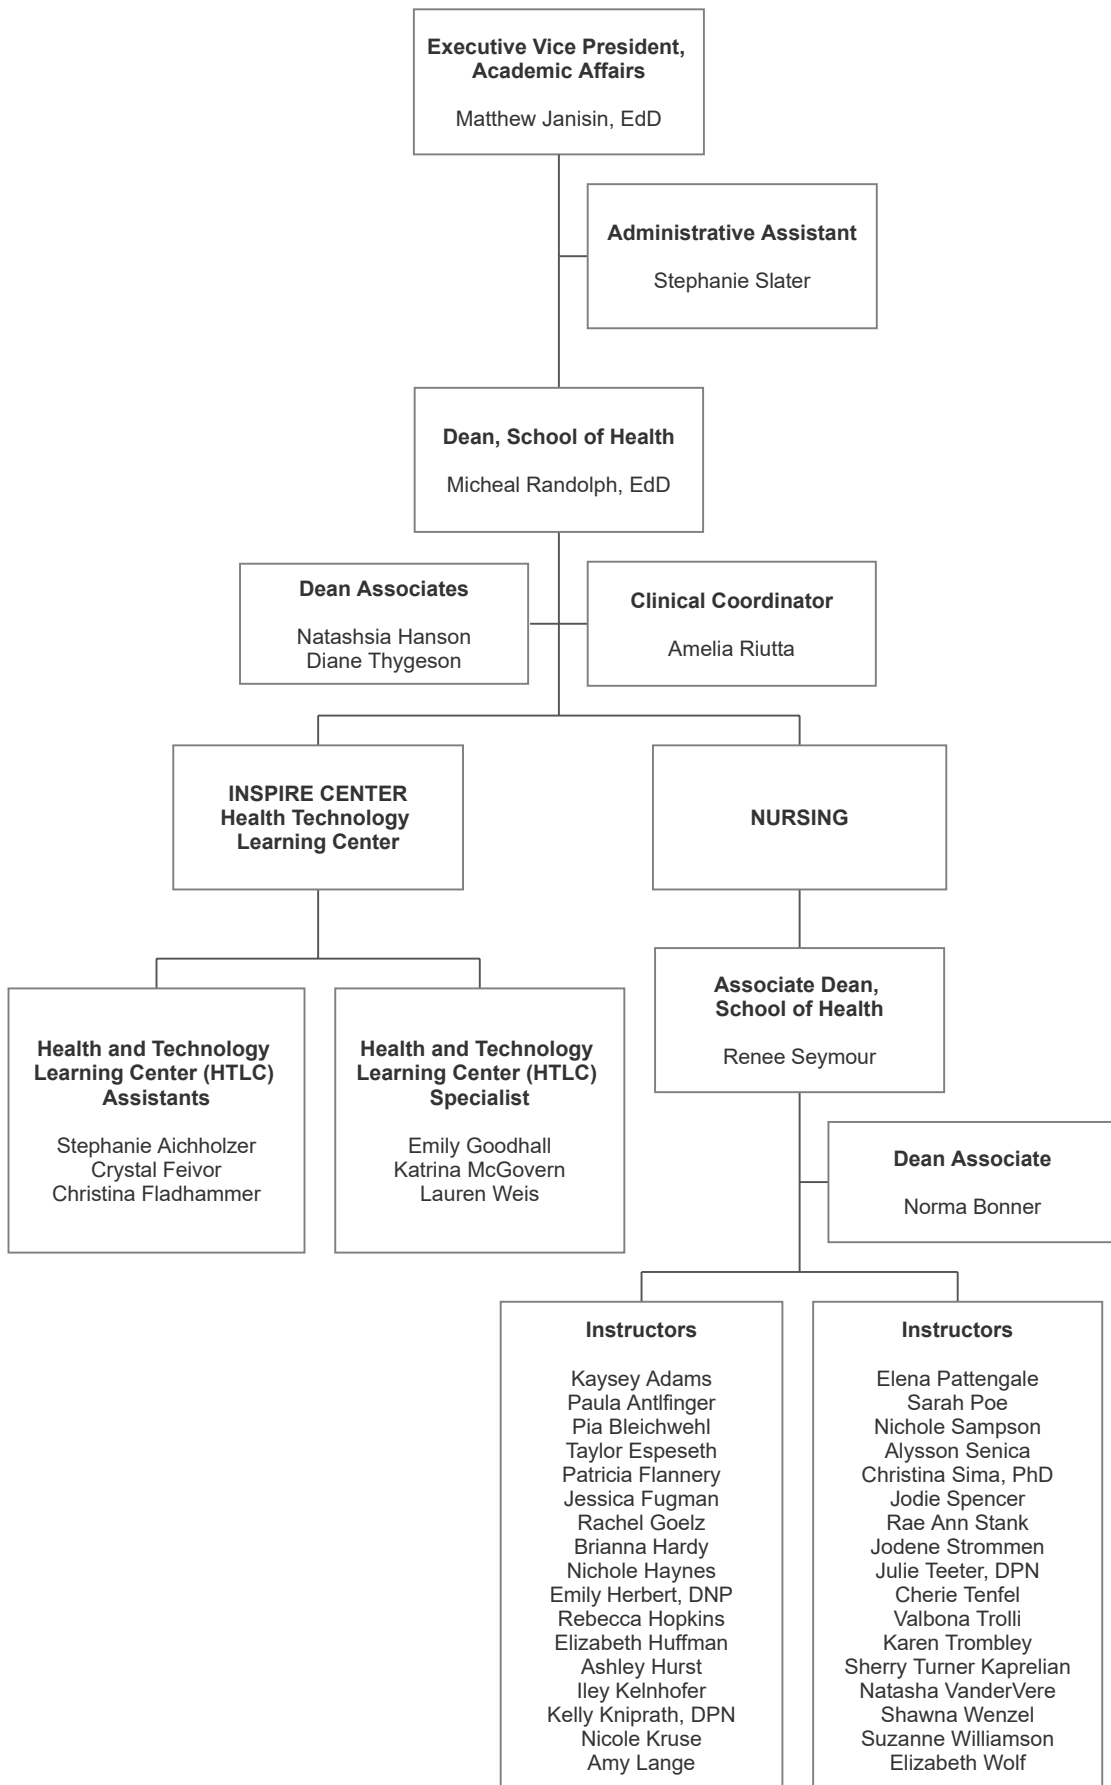 Executive Vice President,
Academic Affairs
Matthew Janisin, EdD
Administrative Assistant
Stephanie Slater
Dean, School of Health
Micheal Randolph, EdD
Dean Associates
Natashsia Hanson
Diane Thygeson
Clinical Coordinator
Amelia Riutta
INSPIRE CENTER
Health Technology
Learning Center
NURSING
Health and Technology
Learning Center (HTLC)
Assistants
Stephanie Aichholzer
Crystal Feivor
Christina Fladhammer
Health and Technology
Learning Center (HTLC)
Specialist
Emily Goodhall
Katrina McGovern
Lauren Weis
Associate Dean,
School of Health
Renee Seymour
Dean Associate
Norma Bonner
Instructors
Kaysey Adams
Paula Antlfinger
Pia Bleichwehl
Taylor Espeseth
Patricia Flannery
Jessica Fugman
Rachel Goelz
Brianna Hardy
Nichole Haynes
Emily Herbert, DNP
Rebecca Hopkins
Elizabeth Huffman
Ashley Hurst
Iley Kelnhofer
Kelly Kniprath, DPN
Nicole Kruse
Amy Lange
Instructors
Elena Pattengale
Sarah Poe
Nichole Sampson
Alysson Senica
Christina Sima, PhD
Jodie Spencer
Rae Ann Stank
Jodene Strommen
Julie Teeter, DPN
Cherie Tenfel
Valbona Trolli
Karen Trombley
Sherry Turner Kaprelian
Natasha VanderVere
Shawna Wenzel
Suzanne Williamson
Elizabeth Wolf